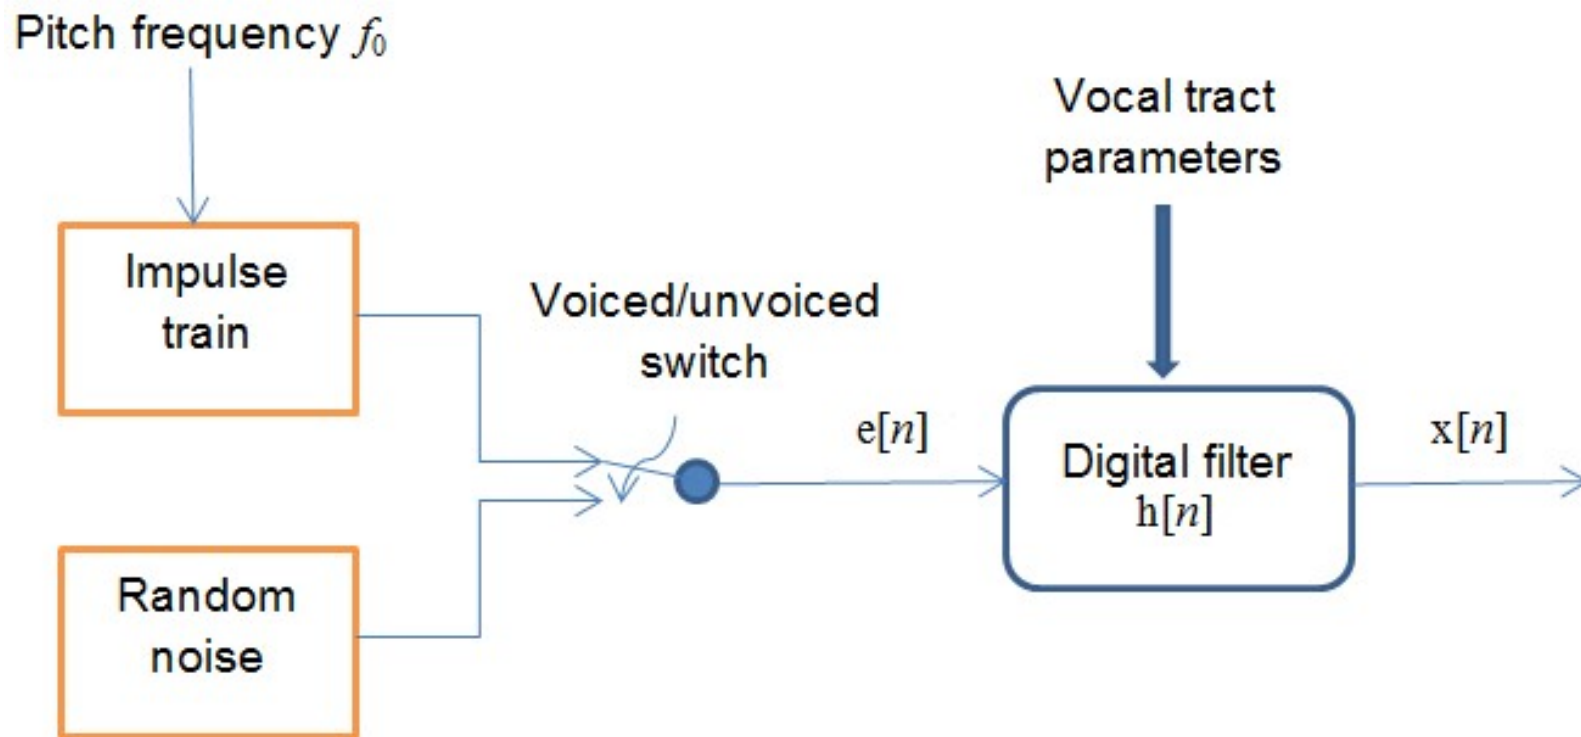 Pitch frequency f₀
Vocal tract
parameters
Impulse
train
Voiced/unvoiced
switch
e[n]
Digital filter
h[n]
x[n]
Random
noise